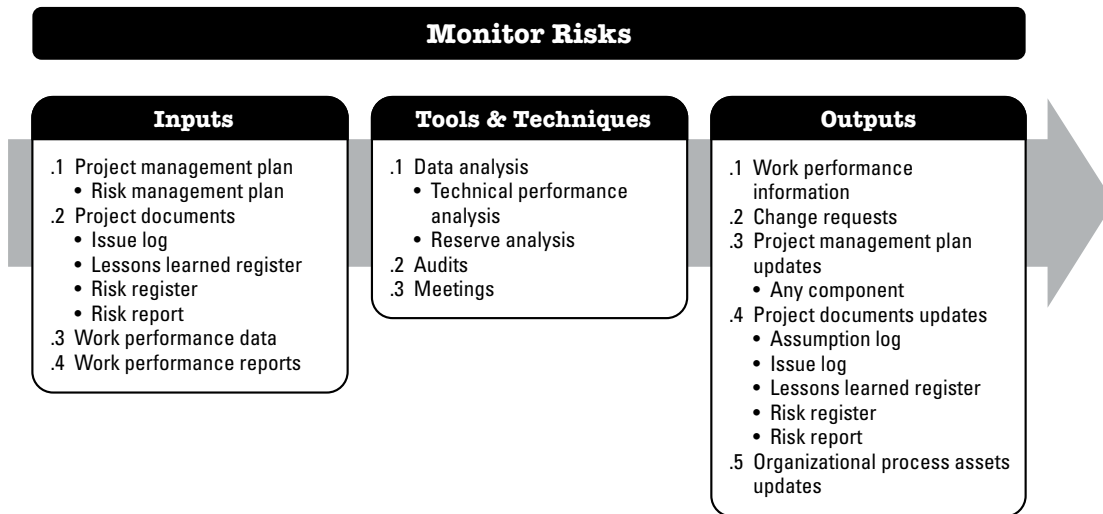 Monitor Risks
Inputs
.1 Project management plan
• Risk management plan
.2 Project documents
• Issue log
• Lessons learned register
• Risk register
• Risk report
.3 Work performance data
.4 Work performance reports
Tools & Techniques
.1 Data analysis
• Technical performance
analysis
• Reserve analysis
.2 Audits
.3 Meetings
Outputs
.1 Work performance
information
.2 Change requests
.3 Project management plan
updates
• Any component
.4 Project documents updates
• Assumption log
• Issue log
• Lessons learned register
• Risk register
• Risk report
.5 Organizational process assets
updates